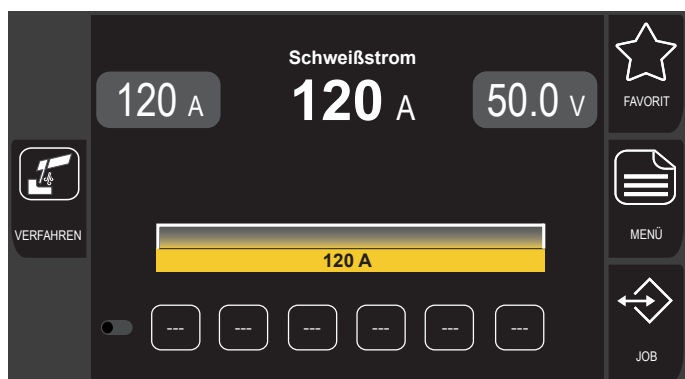 Schweißstrom
120 A
120 A
50.0 V
FAVORIT
VERFAHREN
MENÜ
120 A
---
---
---
---
---
---
JOB